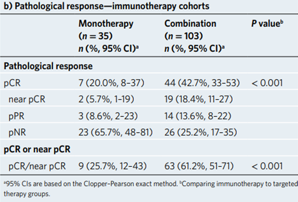 b) Pathological response—immunotherapy cohorts
Monotherapy Combination P valueᵇ
(n = 35) (n = 103)
n (%, 95% CI)ᵃ n (%, 95% CI)ᵃ
Pathological response
pCR 7 (20.0%, 8–37) 44 (42.7%, 33–53) < 0.001
near pCR 2 (5.7%, 1–19) 19 (18.4%, 11–27)
pPR 3 (8.6%, 2–23) 14 (13.6%, 8–22)
pNR 23 (65.7%, 48–81) 26 (25.2%, 17–35)
pCR or near pCR
pCR/near pCR 9 (25.7%, 12–43) 63 (61.2%, 51–71) < 0.001
ᵃ95% CIs are based on the Clopper–Pearson exact method. ᵇComparing immunotherapy to targeted
therapy groups.